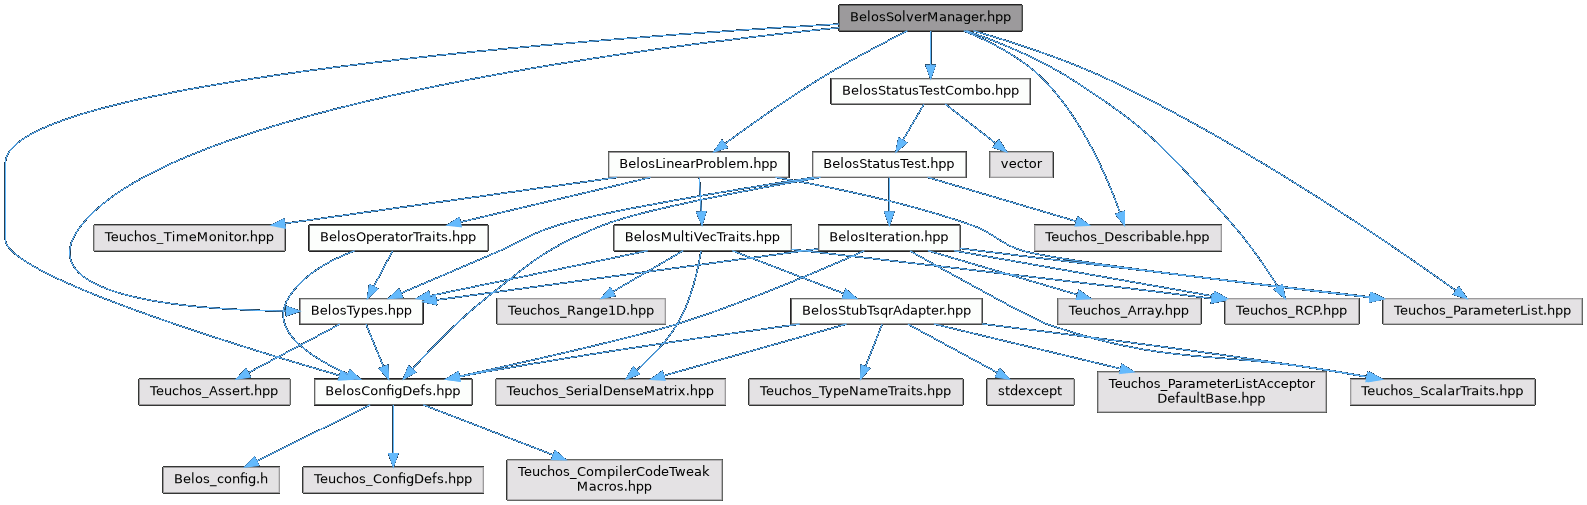 BelosSolverManager.hpp
BelosStatusTestCombo.hpp
BelosLinearProblem.hpp
BelosStatusTest.hpp
vector
Teuchos_TimeMonitor.hpp
BelosOperatorTraits.hpp
BelosMultiVecTraits.hpp
BelosIteration.hpp
Teuchos_Describable.hpp
BelosTypes.hpp
Teuchos_Range1D.hpp
BelosStubTsqrAdapter.hpp
Teuchos_Array.hpp
Teuchos_RCP.hpp
Teuchos_ParameterList.hpp
Teuchos_Assert.hpp
BelosConfigDefs.hpp
Teuchos_SerialDenseMatrix.hpp
Teuchos_TypeNameTraits.hpp
stdexcept
Teuchos_ParameterListAcceptor
DefaultBase.hpp
Teuchos_ScalarTraits.hpp
Belos_config.h
Teuchos_ConfigDefs.hpp
Teuchos_CompilerCodeTweak
Macros.hpp